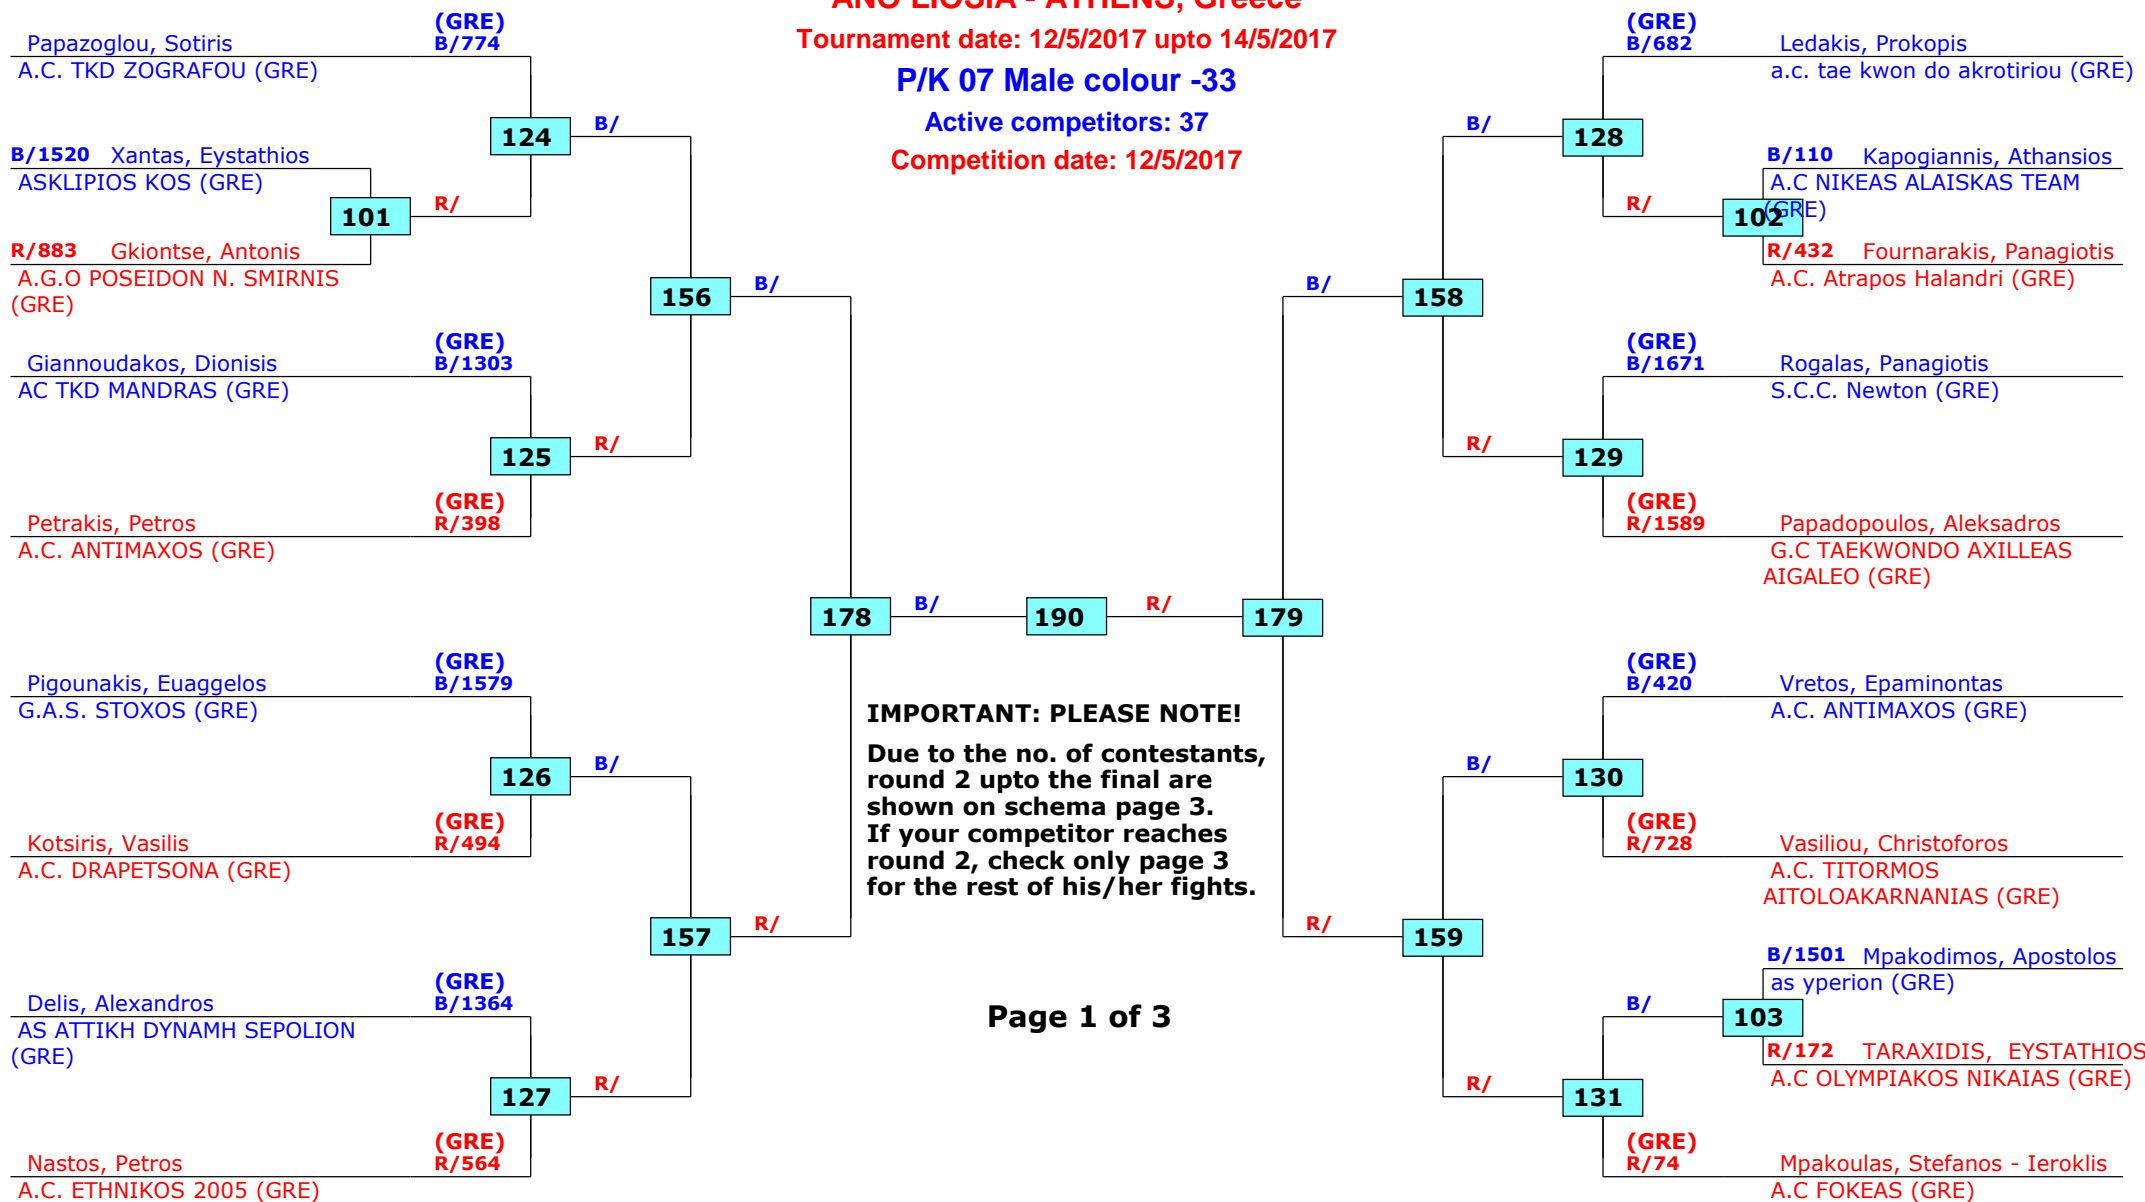 ANO LIOSIA - ATHENS, Greece
Tournament date: 12/5/2017 upto 14/5/2017
P/K 07 Male colour -33
Active competitors: 37
Competition date: 12/5/2017
(GRE)
Papazoglou, Sotiris B/774
A.C. TKD ZOGRAFOU (GRE)
124 B/
B/1520 Xantas, Eystathios
ASKLIPIOS KOS (GRE)
101 R/
R/883 Gkiontse, Antonis
A.G.O POSEIDON N. SMIRNIS
(GRE)
156 B/
(GRE)
Giannoudakos, Dionisis B/1303
AC TKD MANDRAS (GRE)
125 R/
(GRE)
Petrakis, Petros R/398
A.C. ANTIMAXOS (GRE)
178 B/ 190 R/ 179
(GRE)
Pigounakis, Euaggelos B/1579
G.A.S. STOXOS (GRE)
126 B/
(GRE)
Kotsiris, Vasilis R/494
A.C. DRAPETSONA (GRE)
157 R/
(GRE)
Delis, Alexandros B/1364
AS ATTIKH DYNAMH SEPOLION
(GRE)
127 R/
(GRE)
Nastos, Petros R/564
A.C. ETHNIKOS 2005 (GRE)
IMPORTANT: PLEASE NOTE!
Due to the no. of contestants,
round 2 upto the final are
shown on schema page 3.
If your competitor reaches
round 2, check only page 3
for the rest of his/her fights.
Page 1 of 3
(GRE)
B/682 Ledakis, Prokopis
a.c. tae kwon do akrotiriou (GRE)
B/ 128
B/110 Kapogiannis, Athansios
A.C NIKEAS ALAISKAS TEAM
(GRE)
R/ 102
R/432 Fournarakis, Panagiotis
A.C. Atrapos Halandri (GRE)
B/ 158
(GRE)
B/1671 Rogalas, Panagiotis
S.C.C. Newton (GRE)
R/ 129
(GRE)
R/1589 Papadopoulos, Aleksadros
G.C TAEKWONDO AXILLEAS
AIGALEO (GRE)
(GRE)
B/420 Vretos, Epaminontas
A.C. ANTIMAXOS (GRE)
B/ 130
(GRE)
R/728 Vasiliou, Christoforos
A.C. TITORMOS
AITOLOAKARNANIAS (GRE)
R/ 159
B/1501 Mpakodimos, Apostolos
as yperion (GRE)
B/ 103
R/172 TARAXIDIS, EYSTATHIOS
A.C OLYMPIAKOS NIKAIAS (GRE)
R/ 131
(GRE)
R/74 Mpakoulas, Stefanos - Ieroklis
A.C FOKEAS (GRE)